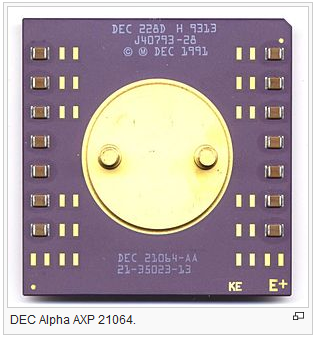 DEC 228D H 9313
J40793-28
© Ⓜ DEC 1991
DEC 21064-AA
21-35023-13
KE E+
DEC Alpha AXP 21064.